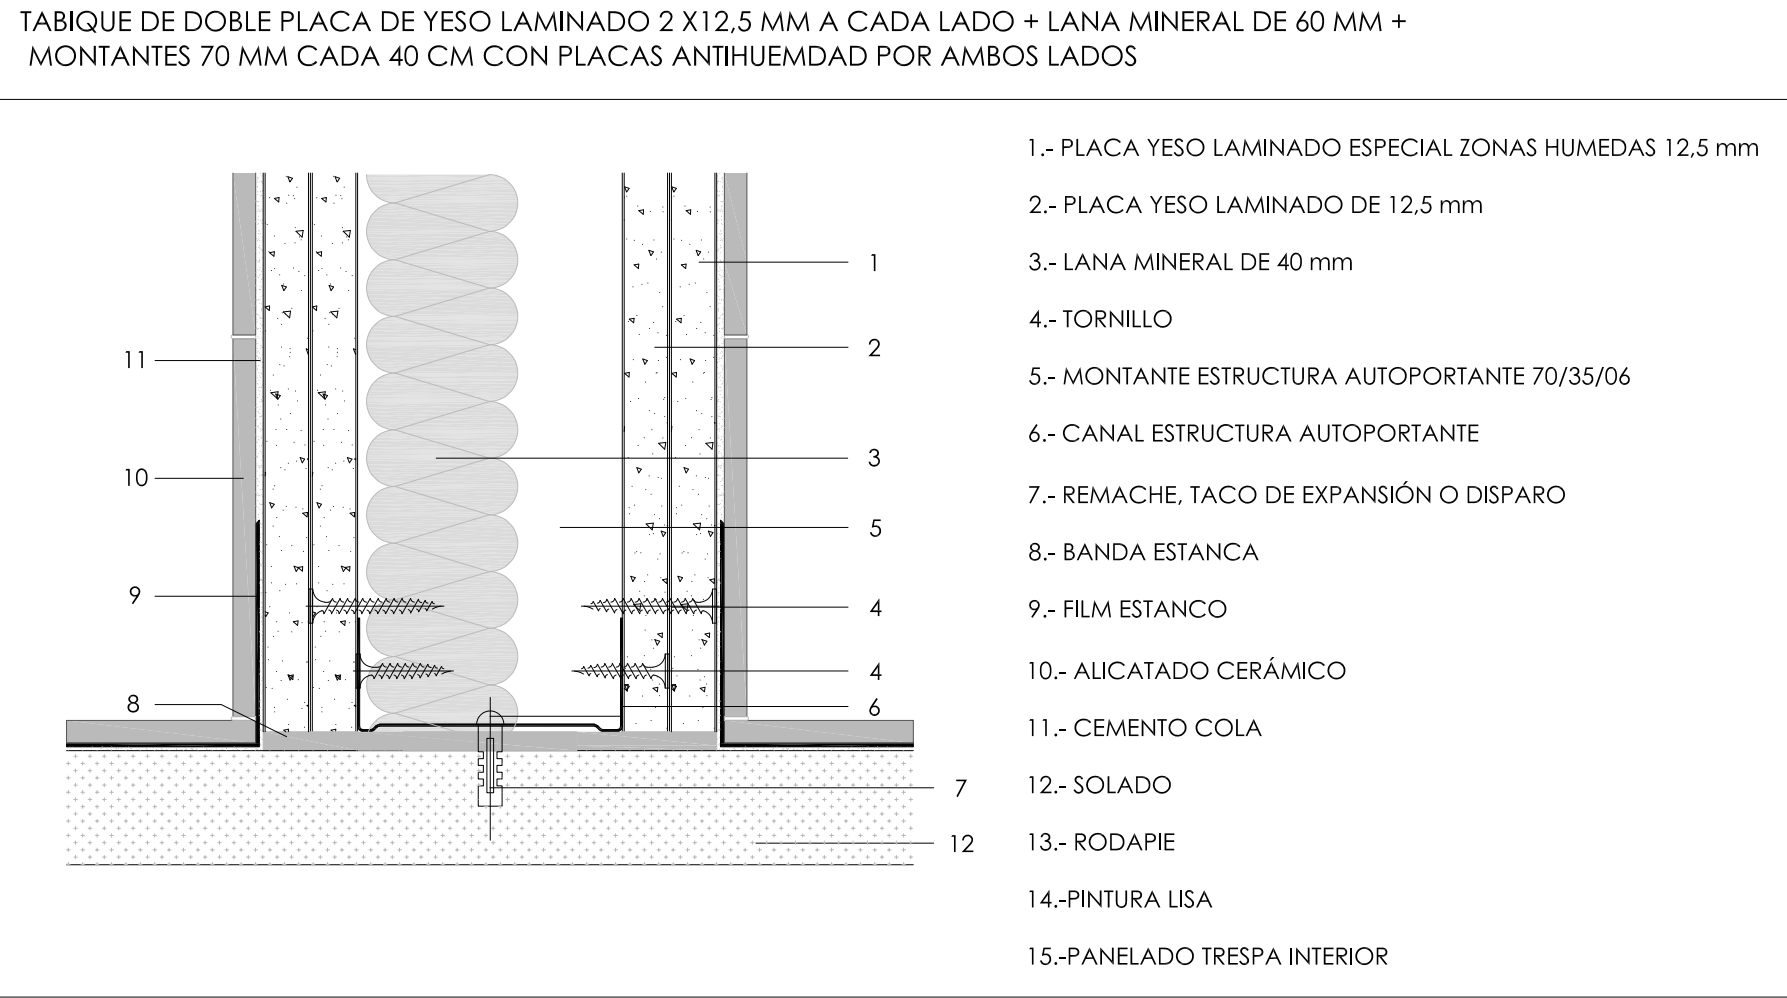 TABIQUE DE DOBLE PLACA DE YESO LAMINADO 2 X12,5 MM A CADA LADO + LANA MINERAL DE 60 MM +
MONTANTES 70 MM CADA 40 CM CON PLACAS ANTIHUEMDAD POR AMBOS LADOS
1
2
3
5
4
4
6
7
12
11
10
9
8
1.- PLACA YESO LAMINADO ESPECIAL ZONAS HUMEDAS 12,5 mm
2.- PLACA YESO LAMINADO DE 12,5 mm
3.- LANA MINERAL DE 40 mm
4.- TORNILLO
5.- MONTANTE ESTRUCTURA AUTOPORTANTE 70/35/06
6.- CANAL ESTRUCTURA AUTOPORTANTE
7.- REMACHE, TACO DE EXPANSIÓN O DISPARO
8.- BANDA ESTANCA
9.- FILM ESTANCO
10.- ALICATADO CERÁMICO
11.- CEMENTO COLA
12.- SOLADO
13.- RODAPIE
14.-PINTURA LISA
15.-PANELADO TRESPA INTERIOR